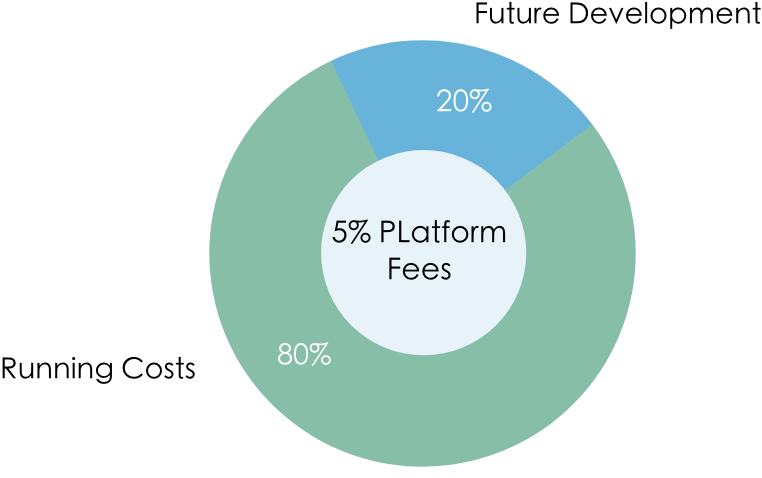 Future Development
20%
5% PLatform
Fees
80%
Running Costs